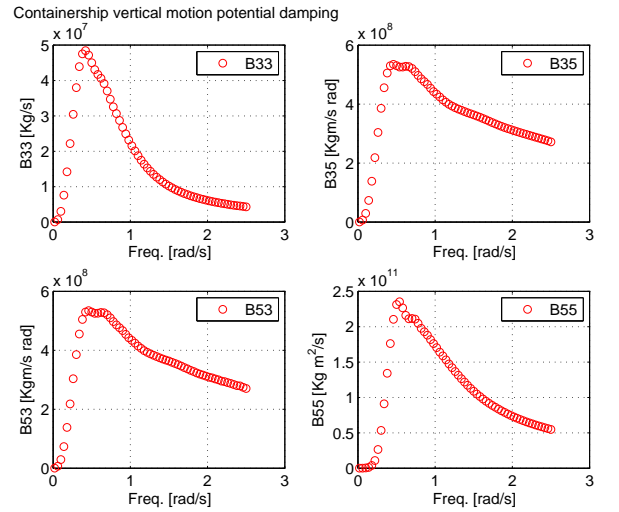 Containership vertical motion potential damping
x 10^7
B33
5
4
3
2
1
0
B33 [Kg/s]
0 1 2 3
Freq. [rad/s]
x 10^8
B35
6
4
2
0
B35 [Kgm/s rad]
0 1 2 3
Freq. [rad/s]
x 10^8
B53
6
4
2
0
B53 [Kgm/s rad]
0 1 2 3
Freq. [rad/s]
x 10^11
B55
2.5
2
1.5
1
0.5
0
B55 [Kg m²/s]
0 1 2 3
Freq. [rad/s]